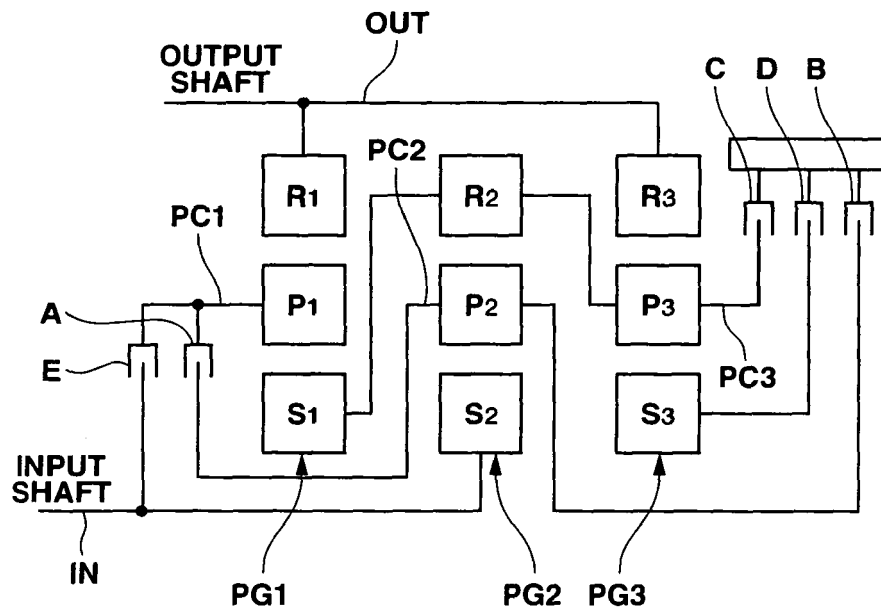 OUT
OUTPUT
SHAFT
C D B
PC2
R1 R2 R3
PC1
A
P1 P2 P3
E
PC3
S1 S2 S3
INPUT
SHAFT
IN
PG1 PG2 PG3